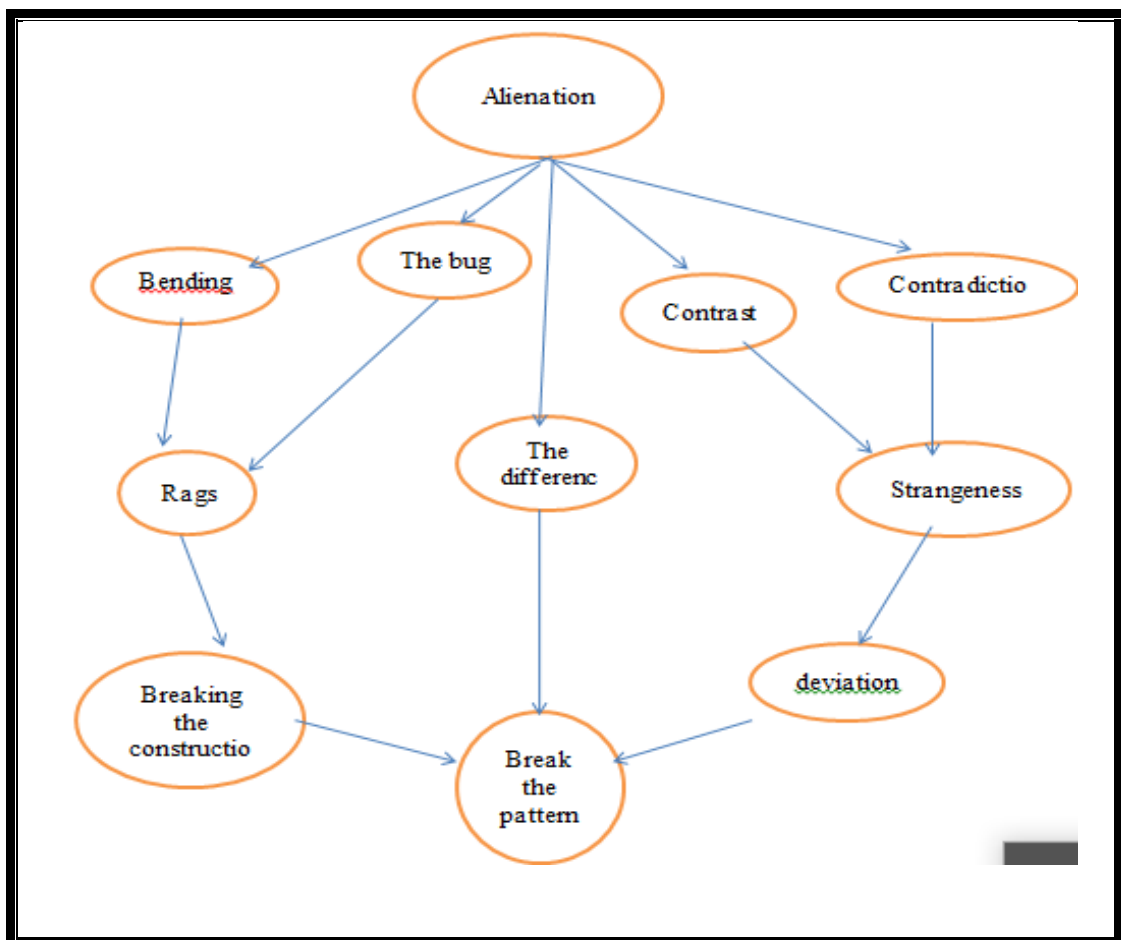 Alienation
Bending
The bug
Contrast
Contradictio
Rags
The
differenc
Strangeness
Breaking
the
constructio
deviation
Break
the
pattern